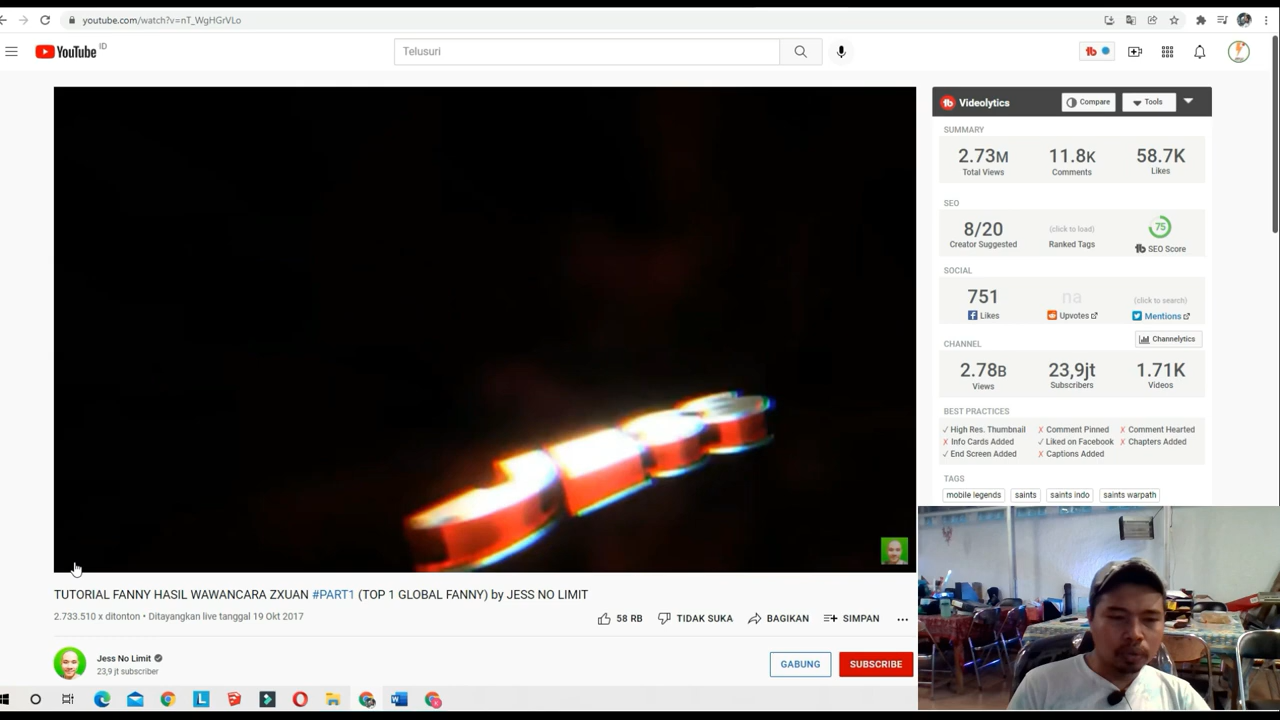 youtube.com/watch?v=nT_WgHGrVLo
YouTube ID
Telusuri
tb
tb Videolytics
Compare
Tools
SUMMARY
2.73M 11.8K 58.7K
Total Views Comments Likes
SEO
8/20 (click to load) 75
Creator Suggested Ranked Tags tb SEO Score
SOCIAL
751 na (click to search)
Likes Upvotes Mentions
CHANNEL
Channelytics
2.78B 23,9jt 1.71K
Views Subscribers Videos
BEST PRACTICES
✓ High Res. Thumbnail ✗ Comment Pinned ✗ Comment Hearted
✗ Info Cards Added ✓ Liked on Facebook ✗ Chapters Added
✓ End Screen Added ✗ Captions Added
TAGS
mobile legends saints saints indo saints warpath
TUTORIAL FANNY HASIL WAWANCARA ZXUAN #PART1 (TOP 1 GLOBAL FANNY) by JESS NO LIMIT
2.733.510 x ditonton • Ditayangkan live tanggal 19 Okt 2017
58 RB TIDAK SUKA BAGIKAN SIMPAN ...
Jess No Limit
23,9 jt subscriber
GABUNG SUBSCRIBE